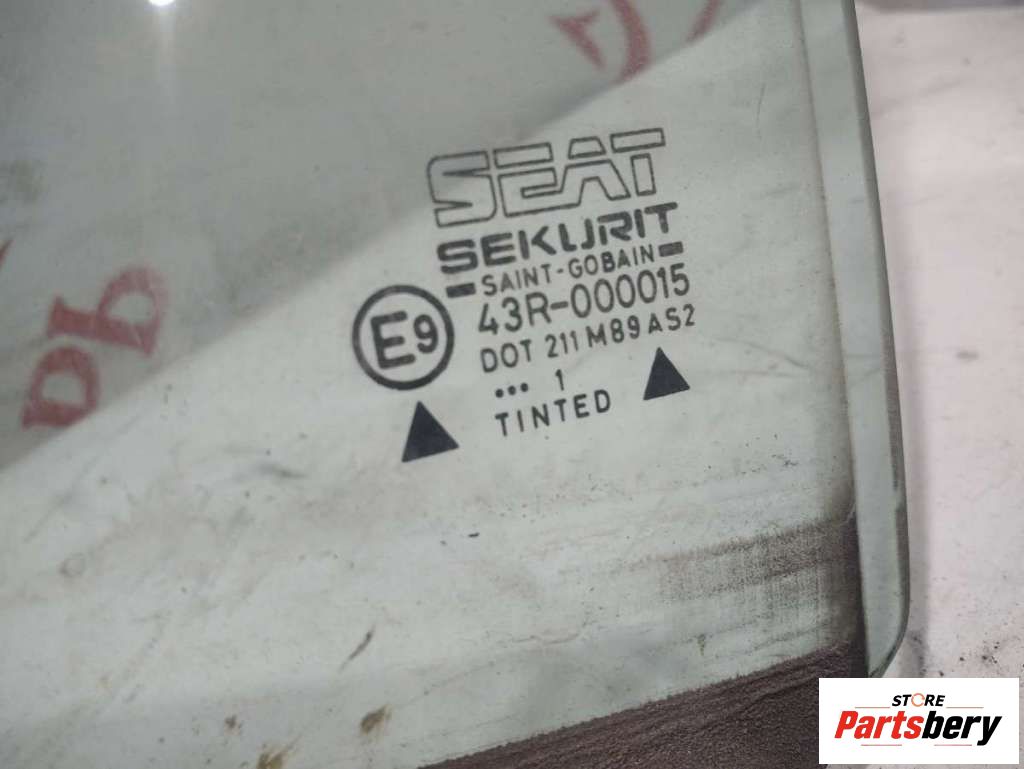 SEAT
SEKURIT
SAINT-GOBAIN
E9
43R-000015
DOT 211 M89 AS2
... 1
TINTED
STORE
Partsbery